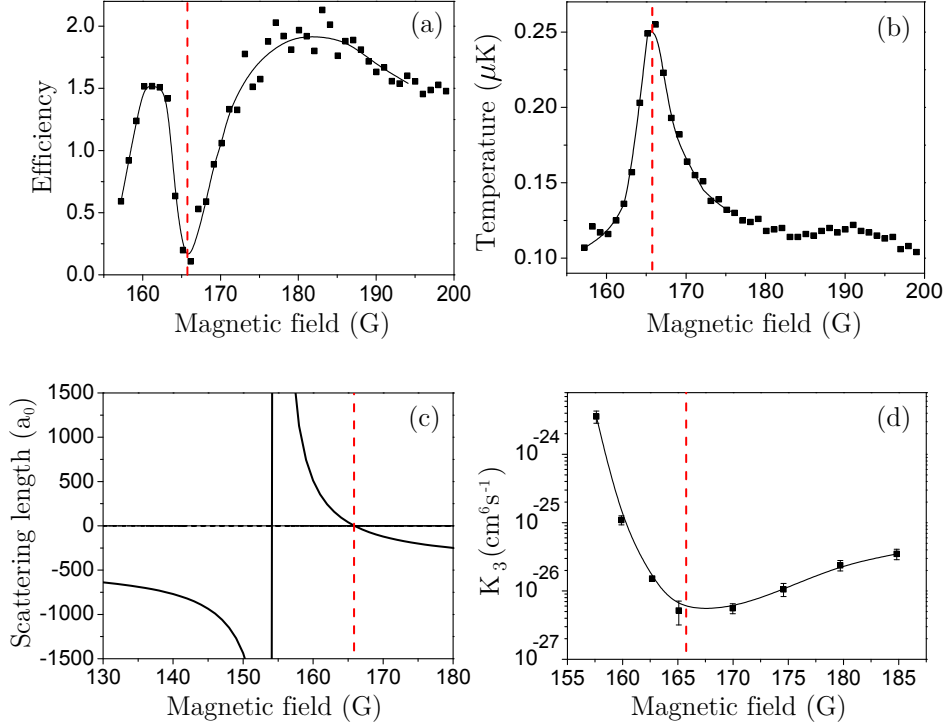 (a)
2.0
1.5
1.0
0.5
0.0
Efficiency
160 170 180 190 200
Magnetic field (G)
(b)
0.25
0.20
0.15
0.10
Temperature (μK)
160 170 180 190 200
Magnetic field (G)
(c)
1500
1000
500
0
-500
-1000
-1500
Scattering length (a₀)
130 140 150 160 170 180
Magnetic field (G)
(d)
10⁻²⁴
10⁻²⁵
10⁻²⁶
10⁻²⁷
K₃(cm⁶s⁻¹)
155 160 165 170 175 180 185
Magnetic field (G)